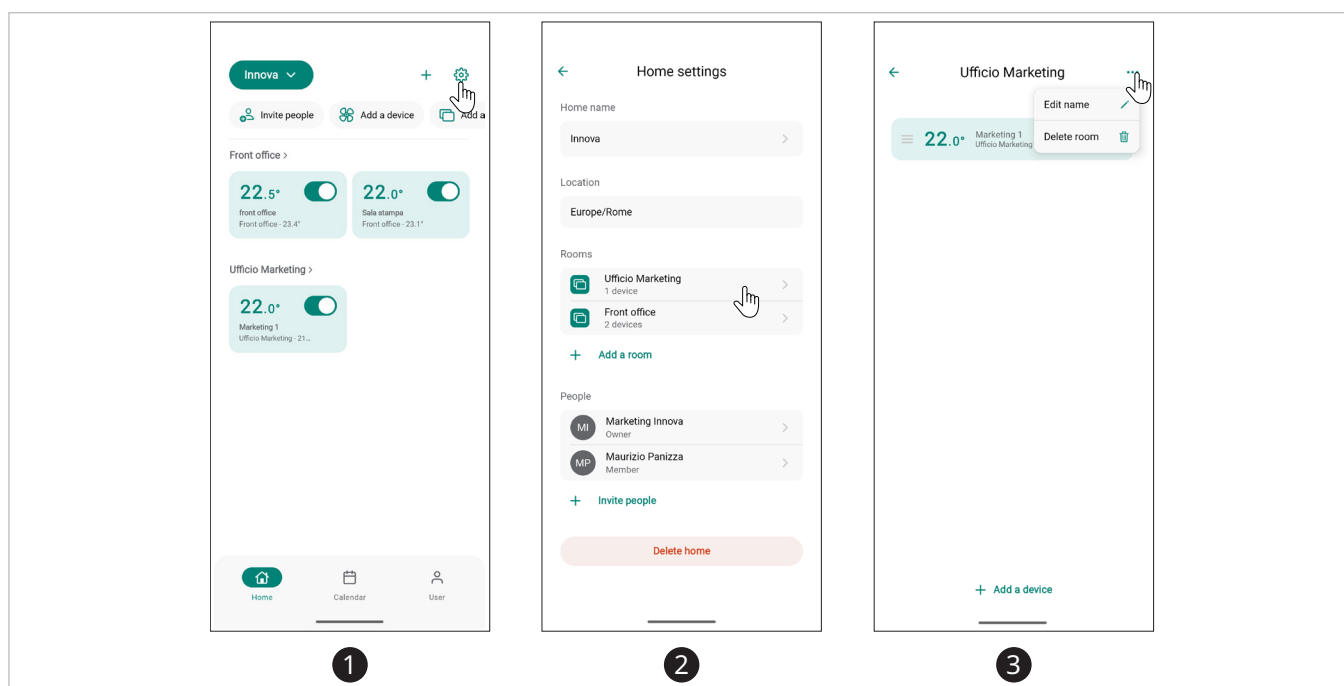 Innova
Invite people
Add a device
Add a
Front office >
22.5°
front office
Front office - 23.4°
22.0°
Sala stampa
Front office - 23.1°
Ufficio Marketing >
22.0°
Marketing 1
Ufficio Marketing - 21...
Home
Calendar
User
1
Home settings
Home name
Innova
Location
Europe/Rome
Rooms
Ufficio Marketing
1 device
Front office
2 devices
+ Add a room
People
MI
Marketing Innova
Owner
MP
Maurizio Panizza
Member
+ Invite people
Delete home
2
Ufficio Marketing
Edit name
Delete room
22.0°
Marketing 1
Ufficio Marketing
+ Add a device
3